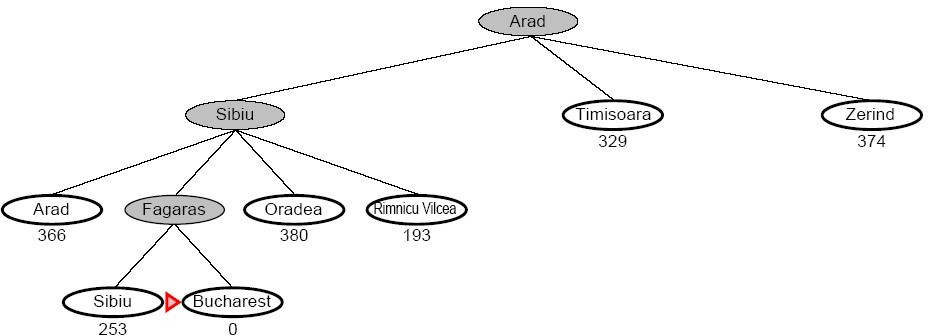 Arad
Sibiu Timisoara Zerind
329 374
Arad Fagaras Oradea Rimnicu Vilcea
366 380 193
Sibiu Bucharest
253 0